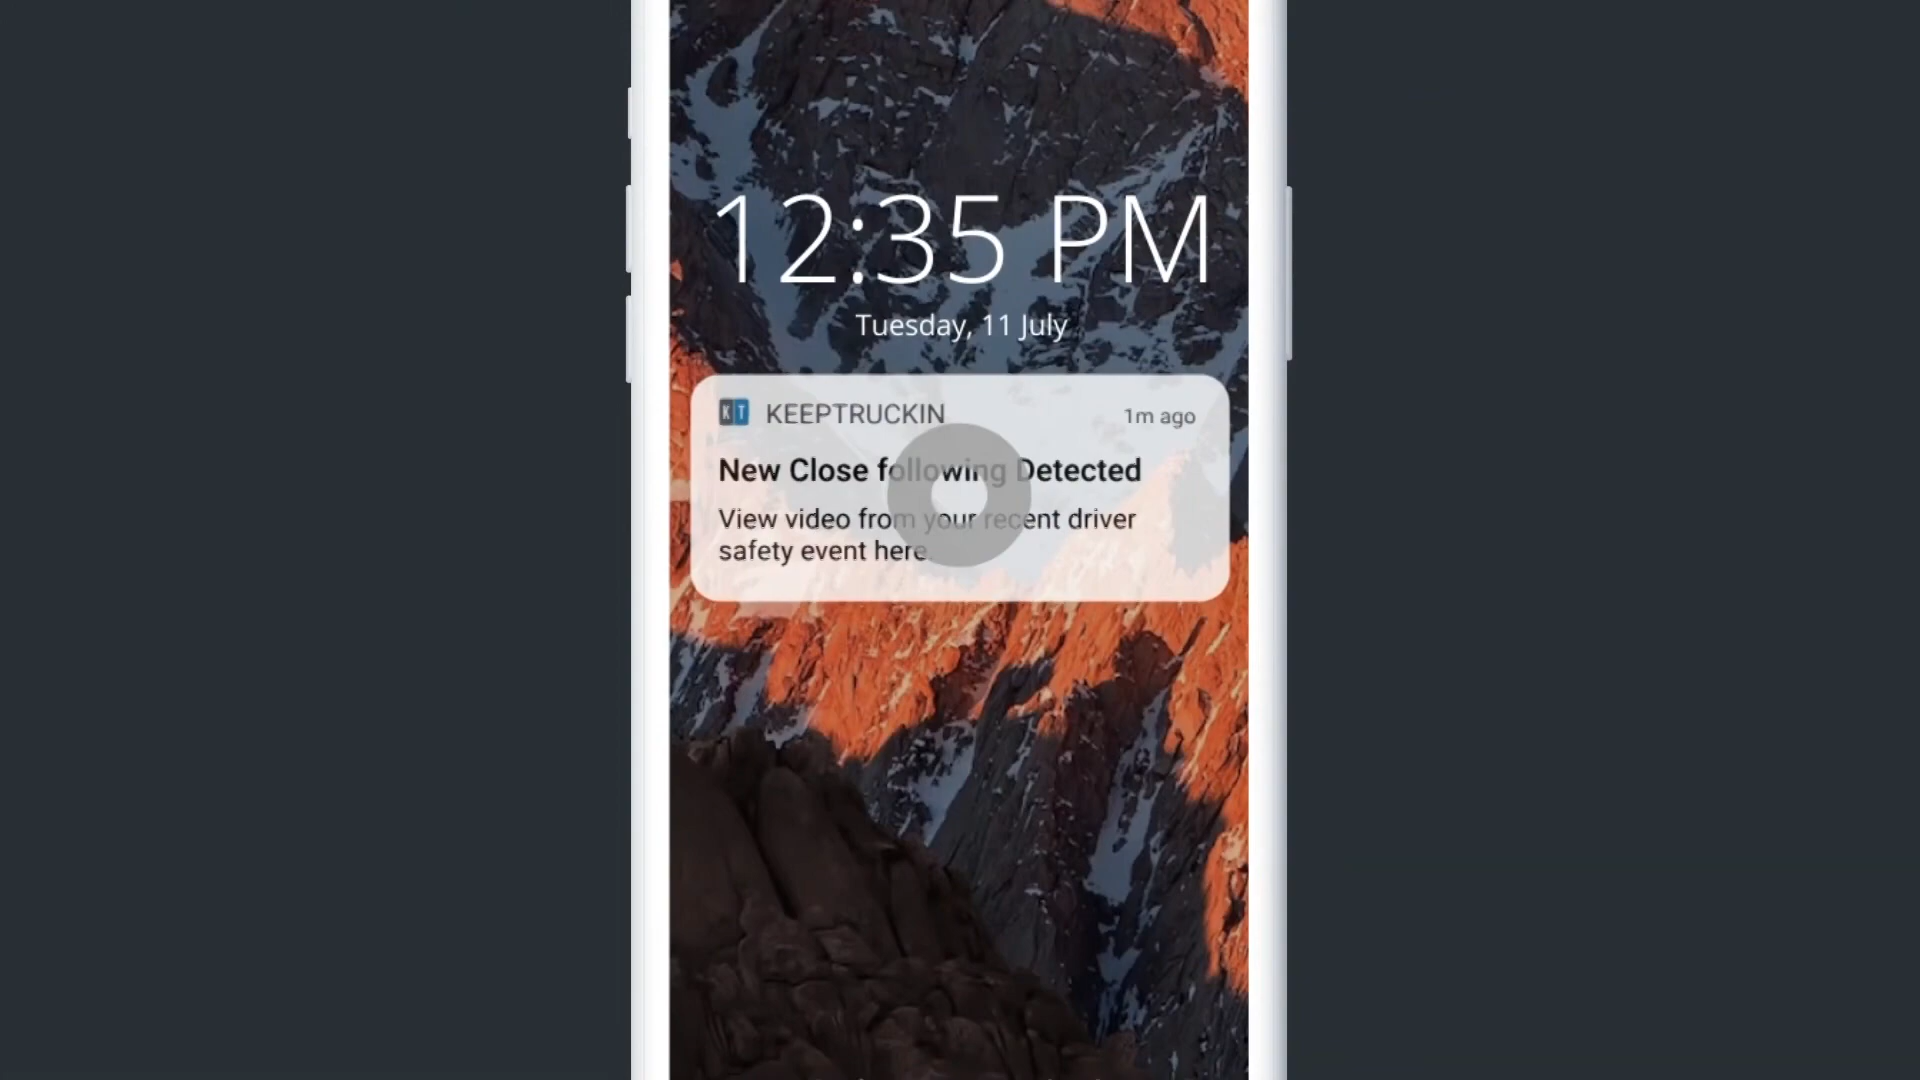 12:35 PM
Tuesday, 11 July
KT KEEPTRUCKIN 1m ago
New Close following Detected
View video from your recent driver
safety event here.